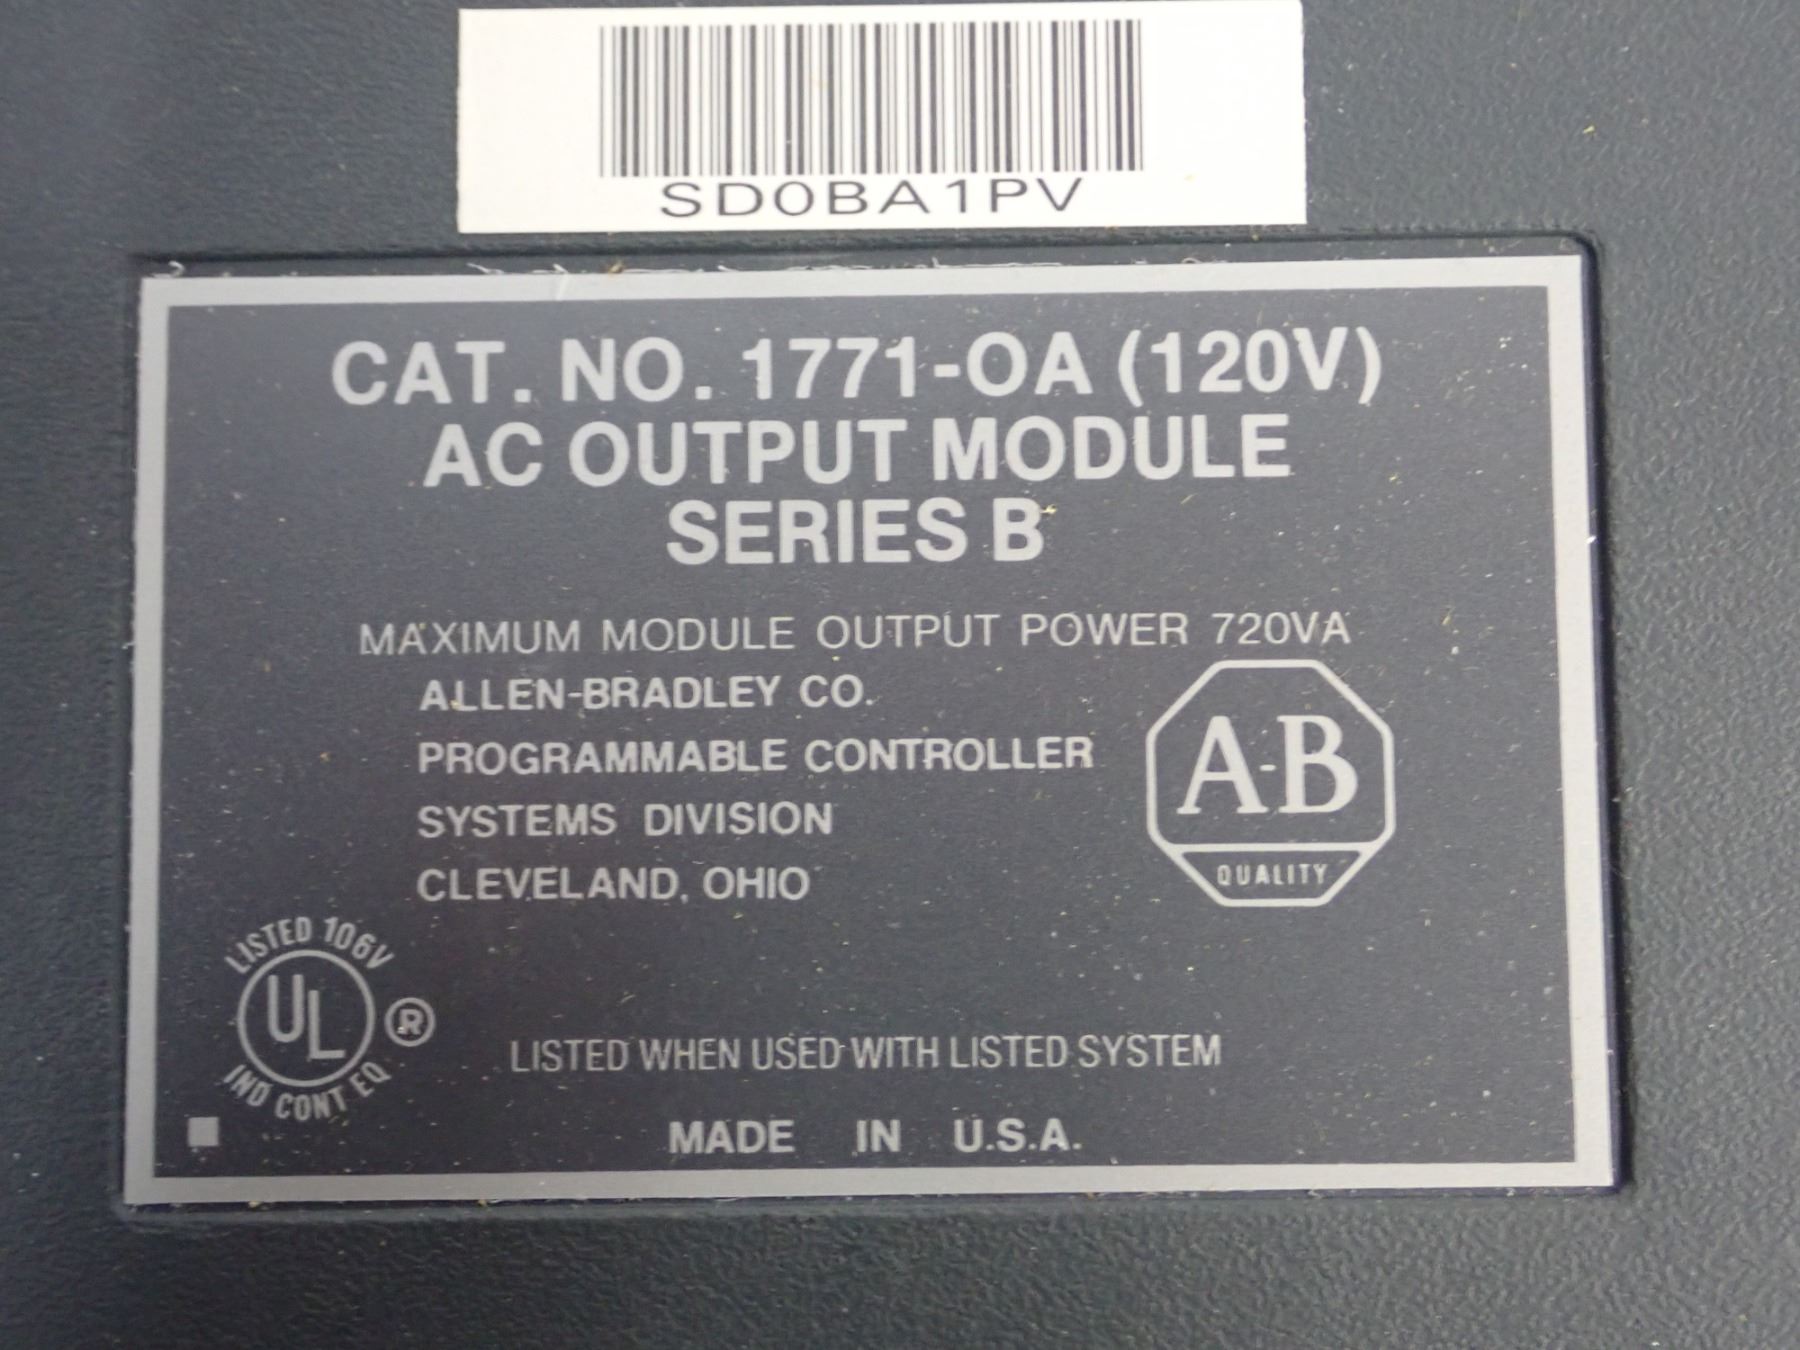 SD0BA1PV
CAT. NO. 1771-OA (120V)
AC OUTPUT MODULE
SERIES B
MAXIMUM MODULE OUTPUT POWER 720VA
ALLEN-BRADLEY CO.
PROGRAMMABLE CONTROLLER
SYSTEMS DIVISION
CLEVELAND, OHIO
A-B
QUALITY
LISTED 106V
UL ®
IND CONT EQ
LISTED WHEN USED WITH LISTED SYSTEM
MADE IN U.S.A.